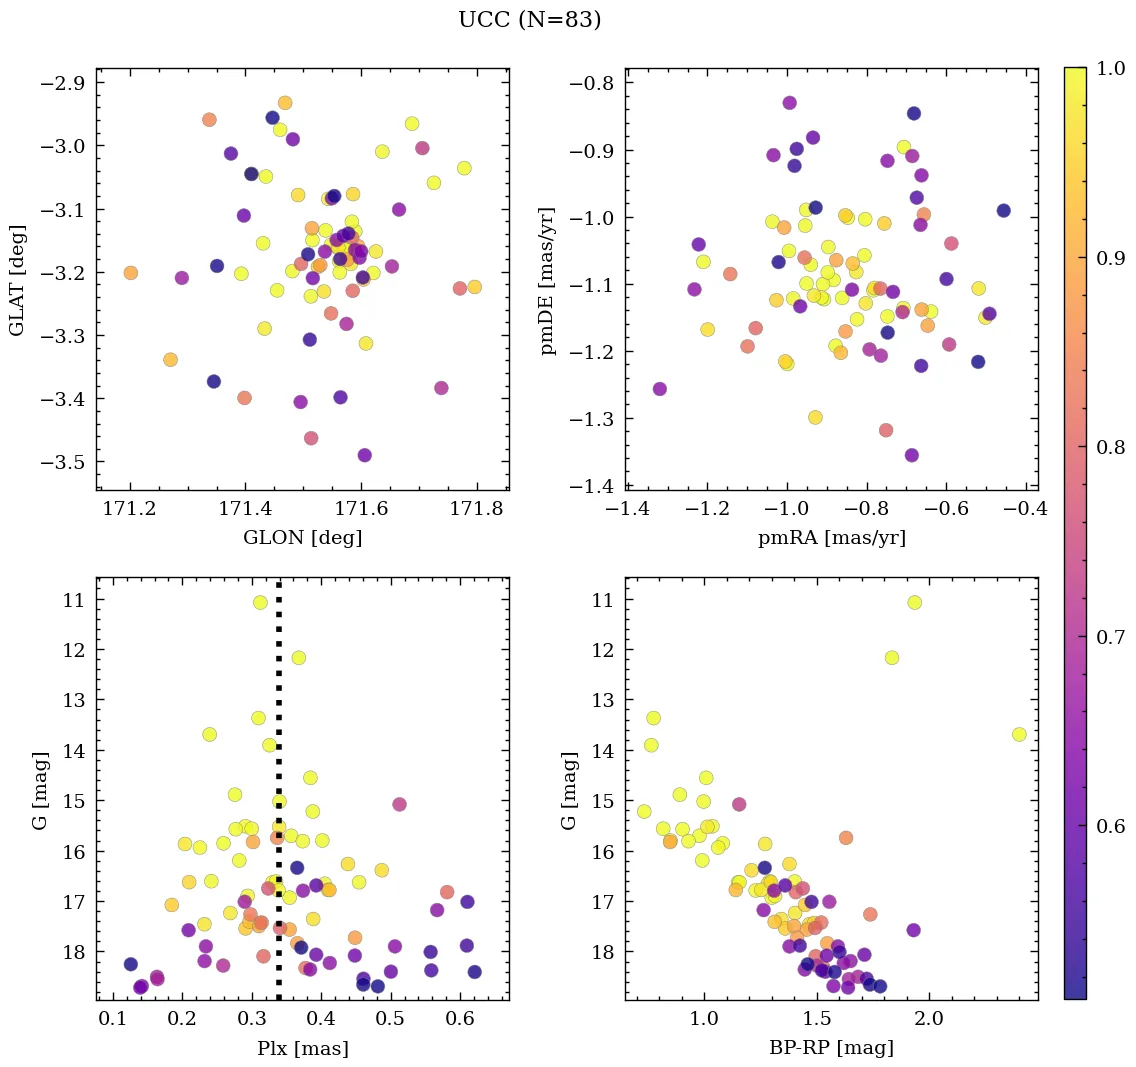 UCC (N=83)
−2.9
−3.0
−3.1
−3.2
−3.3
−3.4
−3.5
GLAT [deg]
171.2 171.4 171.6 171.8
GLON [deg]
−0.8
−0.9
−1.0
−1.1
−1.2
−1.3
−1.4
pmDE [mas/yr]
−1.4 −1.2 −1.0 −0.8 −0.6 −0.4
pmRA [mas/yr]
1.0
0.9
0.8
0.7
0.6
11
12
13
14
15
16
17
18
G [mag]
0.1 0.2 0.3 0.4 0.5 0.6
Plx [mas]
11
12
13
14
15
16
17
18
G [mag]
1.0 1.5 2.0
BP-RP [mag]